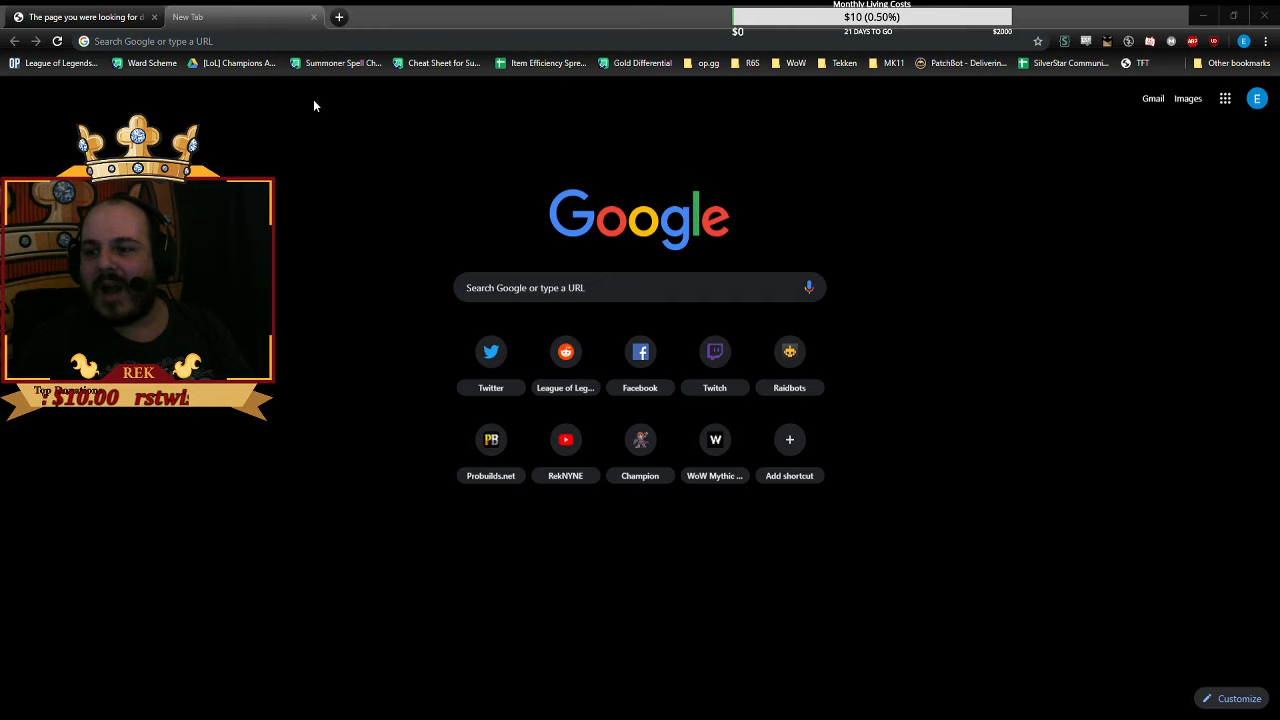 Monthly Living Costs
The page you were looking for d
New Tab
$10 (0.50%)
$0
21 DAYS TO GO
$2000
Search Google or type a URL
League of Legends...
Ward Scheme
[LoL] Champions A...
Summoner Spell Ch...
Cheat Sheet for Su...
Item Efficiency Spre...
Gold Differential
op.gg
R6S
WoW
Tekken
MK11
PatchBot - Deliverin...
SilverStar Communi...
TFT
Other bookmarks
Gmail
Images
E
Google
Search Google or type a URL
Twitter
League of Leg...
Facebook
Twitch
Raidbots
REK
Top Donation:
: $10.00
Probuilds.net
RekNYNE
Champion
WoW Mythic ...
Add shortcut
Customize